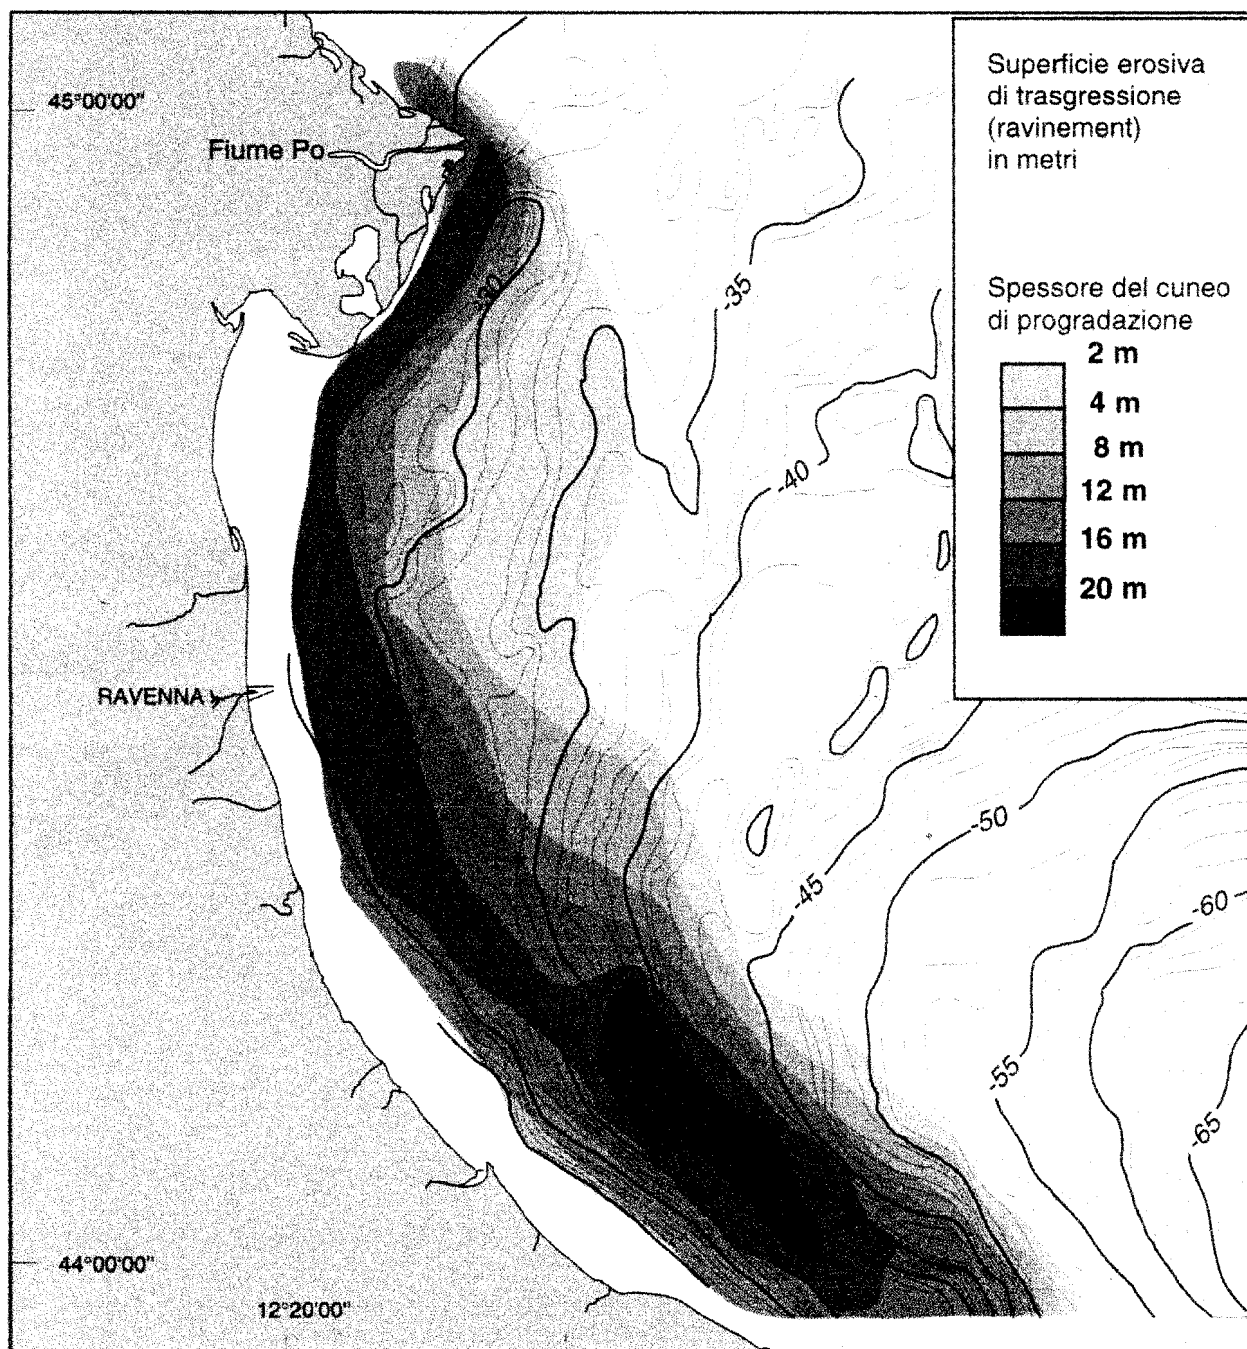 Superficie erosiva
di trasgressione
(ravinement)
in metri
Spessore del cuneo
di progradazione
2 m
4 m
8 m
12 m
16 m
20 m
45°00'00"
Fiume Po
-30
-35
-40
RAVENNA
-50
-45
-60
-55
-65
44°00'00"
12°20'00"